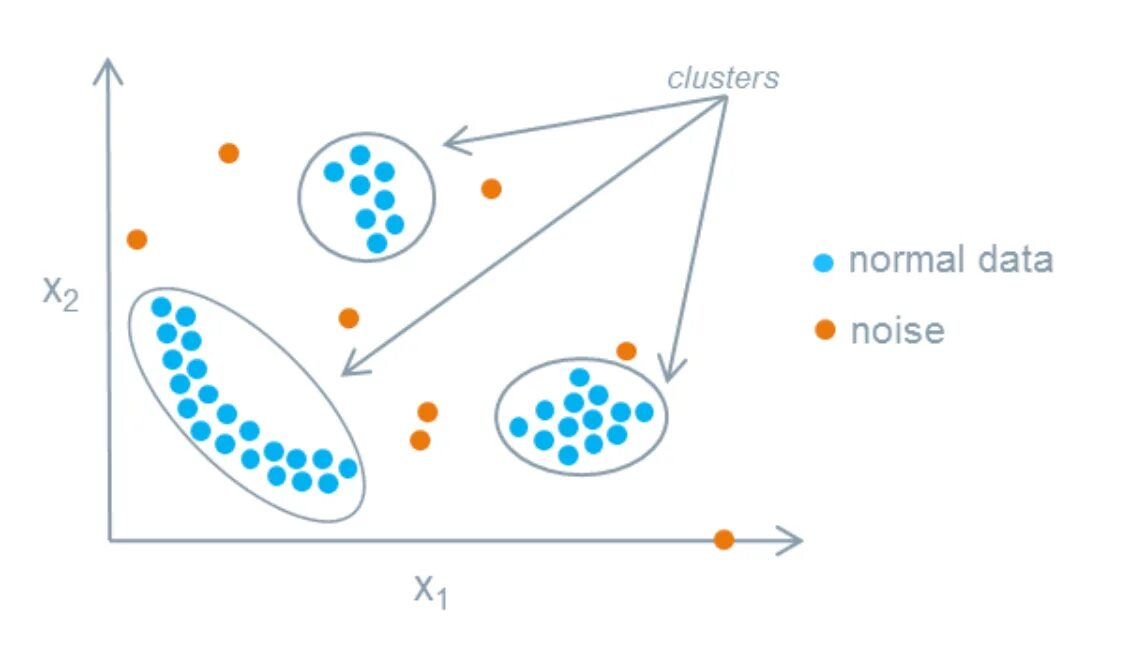 clusters
normal data
x₂
noise
x₁